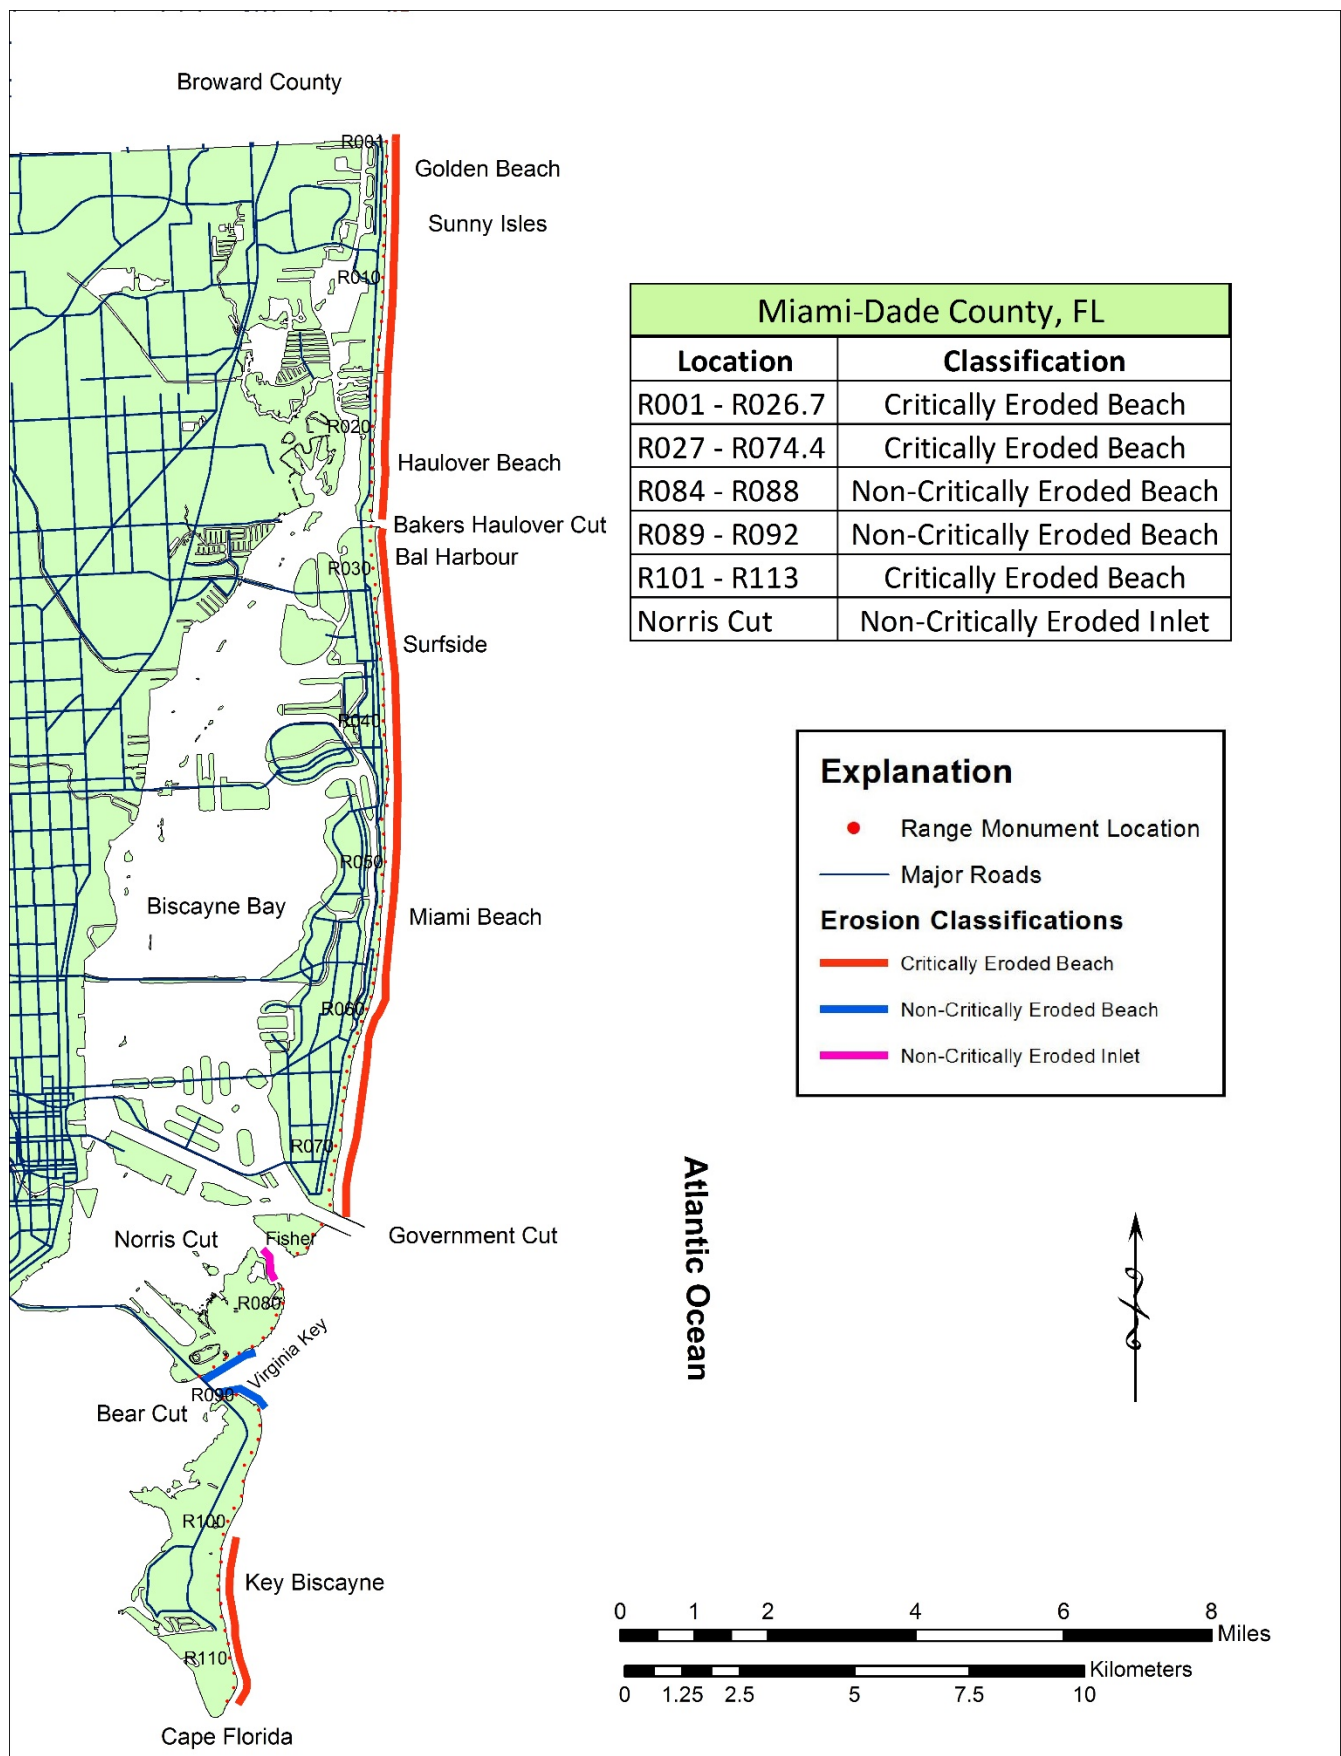 Broward County
R001
Golden Beach
Sunny Isles
R010
R020
Haulover Beach
Bakers Haulover Cut
Bal Harbour
R030
Surfside
R040
R050
Biscayne Bay
Miami Beach
R060
R070
Norris Cut
Fisher
Government Cut
R080
Virginia Key
R090
Bear Cut
R100
Key Biscayne
R110
Cape Florida
Miami-Dade County, FL
Location Classification
R001 - R026.7 Critically Eroded Beach
R027 - R074.4 Critically Eroded Beach
R084 - R088 Non-Critically Eroded Beach
R089 - R092 Non-Critically Eroded Beach
R101 - R113 Critically Eroded Beach
Norris Cut Non-Critically Eroded Inlet
Explanation
Range Monument Location
Major Roads
Erosion Classifications
Critically Eroded Beach
Non-Critically Eroded Beach
Non-Critically Eroded Inlet
Atlantic Ocean
0 1 2 4 6 8
Miles
Kilometers
0 1.25 2.5 5 7.5 10